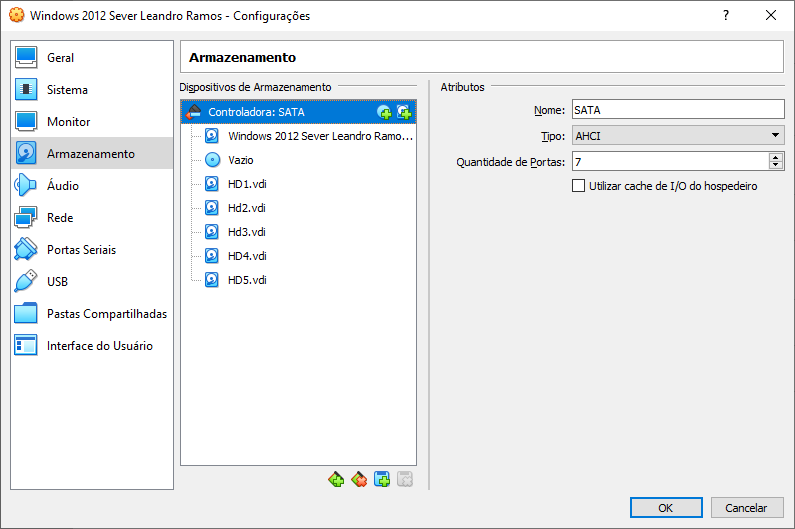 Windows 2012 Sever Leandro Ramos - Configurações
?
Geral
Sistema
Monitor
Armazenamento
Áudio
Rede
Portas Seriais
USB
Pastas Compartilhadas
Interface do Usuário
Armazenamento
Dispositivos de Armazenamento
Controladora: SATA
Windows 2012 Sever Leandro Ramo...
Vazio
HD1.vdi
Hd2.vdi
Hd3.vdi
HD4.vdi
HD5.vdi
Atributos
Nome: SATA
Tipo: AHCI
Quantidade de Portas: 7
Utilizar cache de I/O do hospedeiro
OK
Cancelar